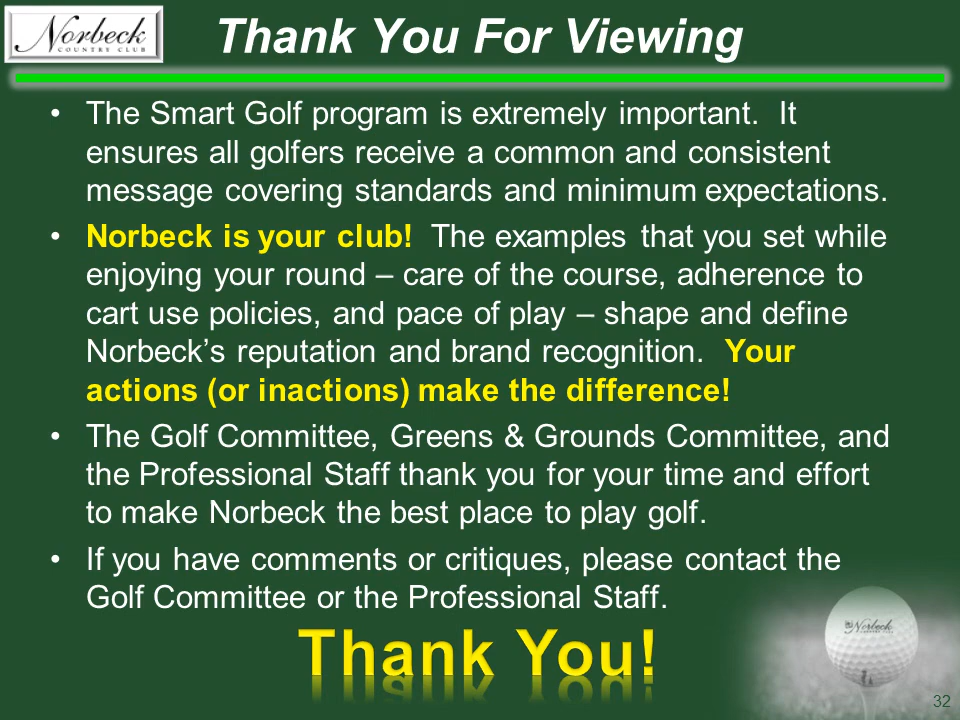 Norbeck
COUNTRY CLUB
Thank You For Viewing
• The Smart Golf program is extremely important. It
ensures all golfers receive a common and consistent
message covering standards and minimum expectations.
• Norbeck is your club! The examples that you set while
enjoying your round – care of the course, adherence to
cart use policies, and pace of play – shape and define
Norbeck’s reputation and brand recognition. Your
actions (or inactions) make the difference!
• The Golf Committee, Greens & Grounds Committee, and
the Professional Staff thank you for your time and effort
to make Norbeck the best place to play golf.
• If you have comments or critiques, please contact the
Golf Committee or the Professional Staff.
Thank You!
Norbeck
COUNTRY CLUB
32